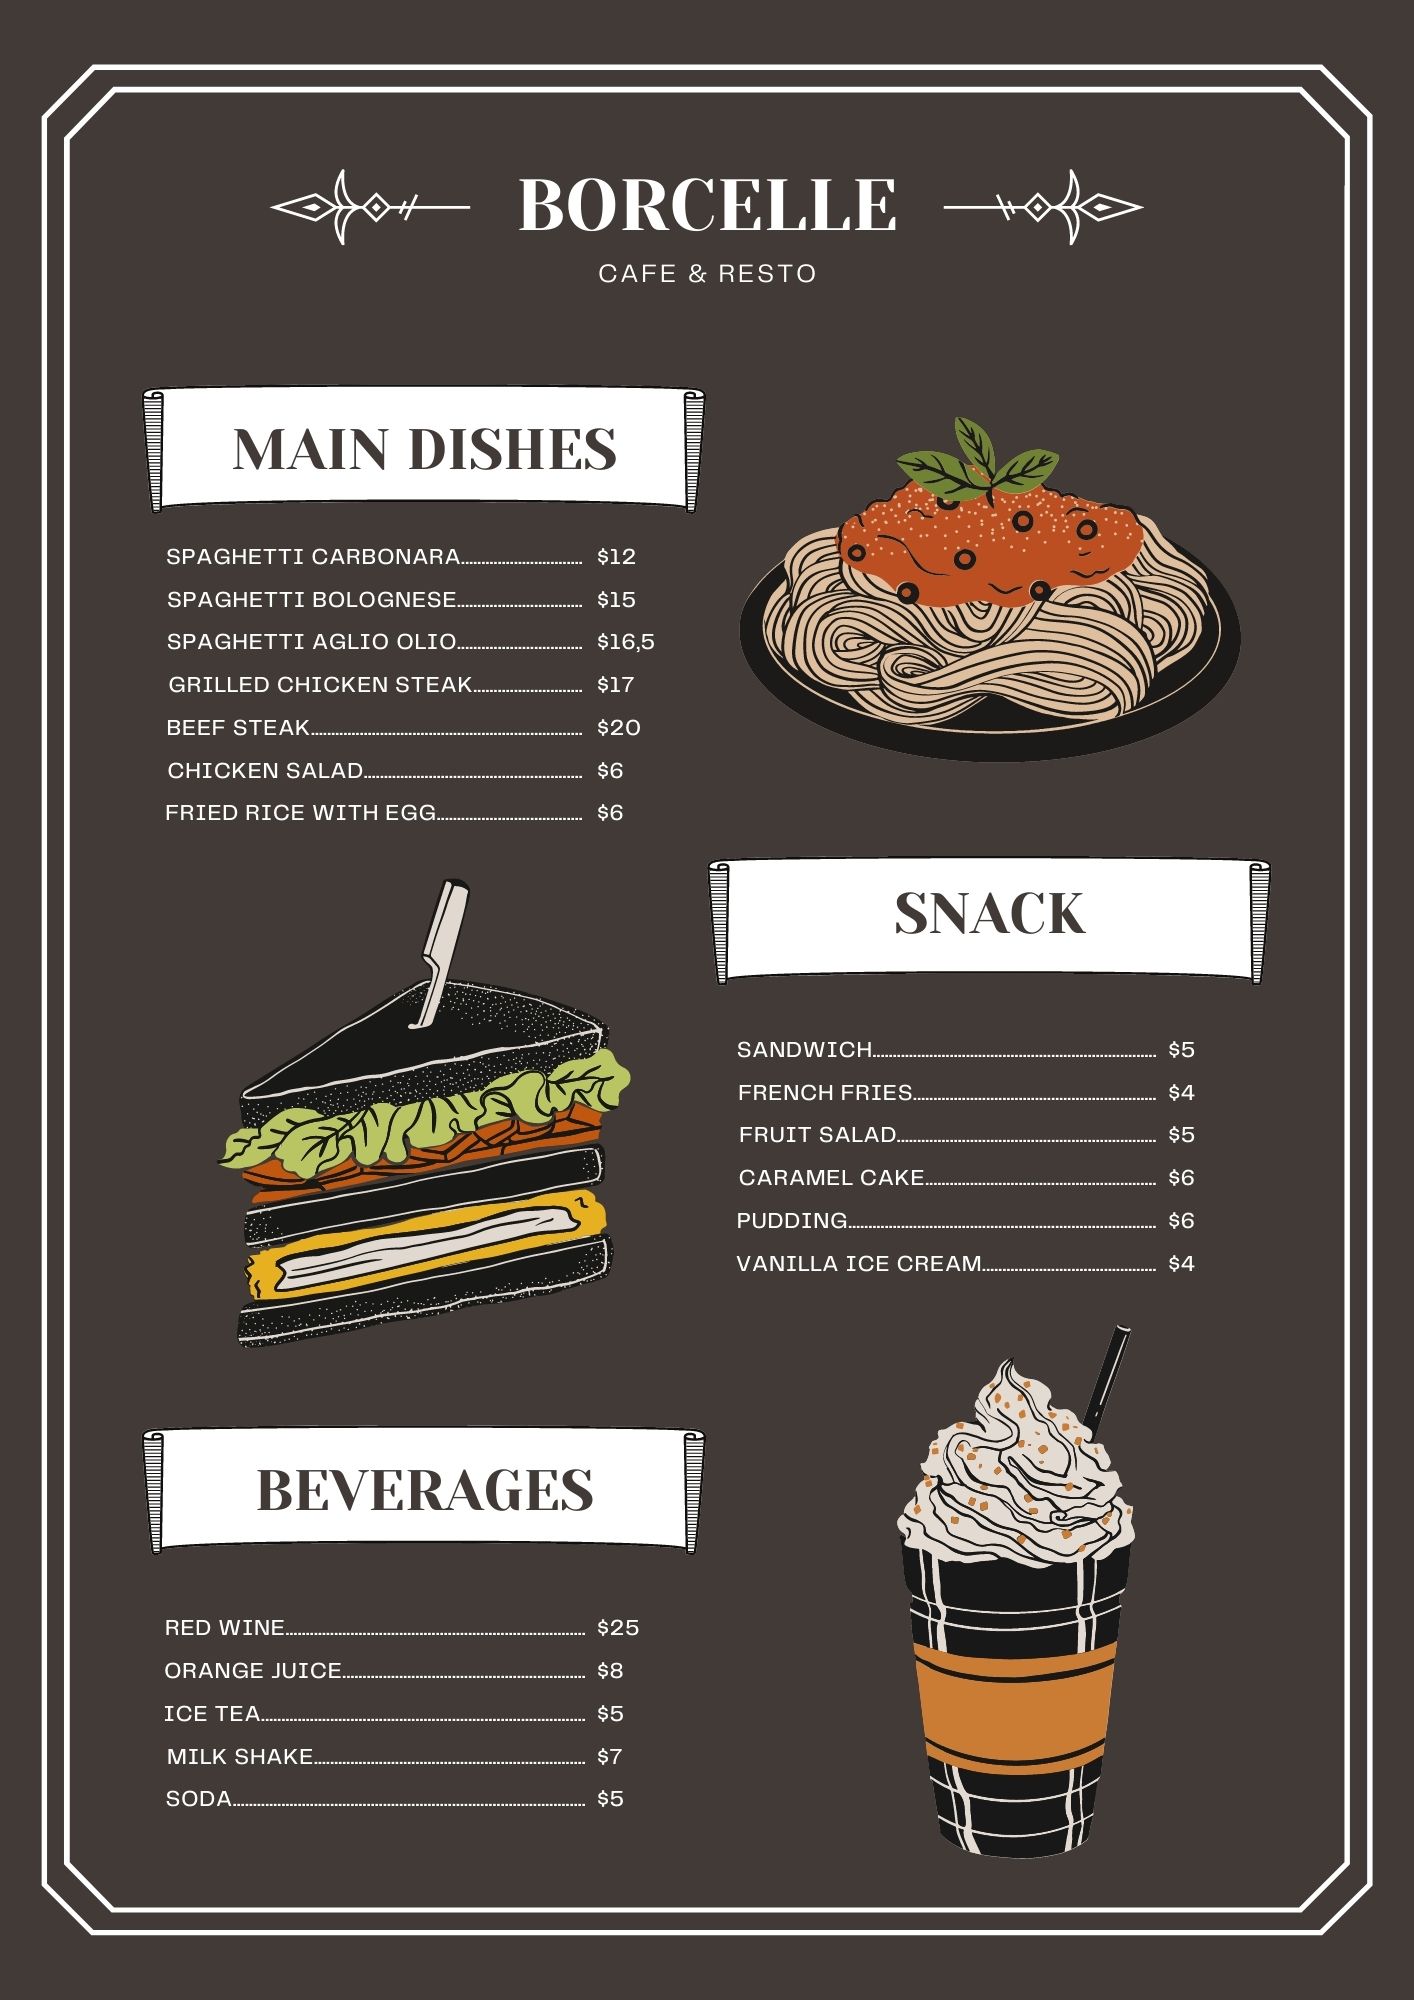 BORCELLE
CAFE & RESTO
MAIN DISHES
SPAGHETTI CARBONARA $12
SPAGHETTI BOLOGNESE $15
SPAGHETTI AGLIO OLIO $16,5
GRILLED CHICKEN STEAK $17
BEEF STEAK $20
CHICKEN SALAD $6
FRIED RICE WITH EGG $6
SNACK
SANDWICH $5
FRENCH FRIES $4
FRUIT SALAD $5
CARAMEL CAKE $6
PUDDING $6
VANILLA ICE CREAM $4
BEVERAGES
RED WINE $25
ORANGE JUICE $8
ICE TEA $5
MILK SHAKE $7
SODA $5